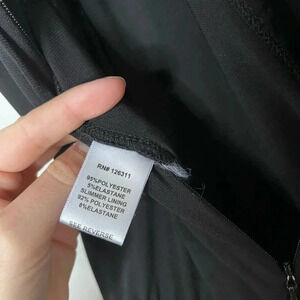 RN# 126311
95%POLYESTER
5%ELASTANE
SLIMMER LINING
92% POLYESTER
8%ELASTANE
SEE REVERSE